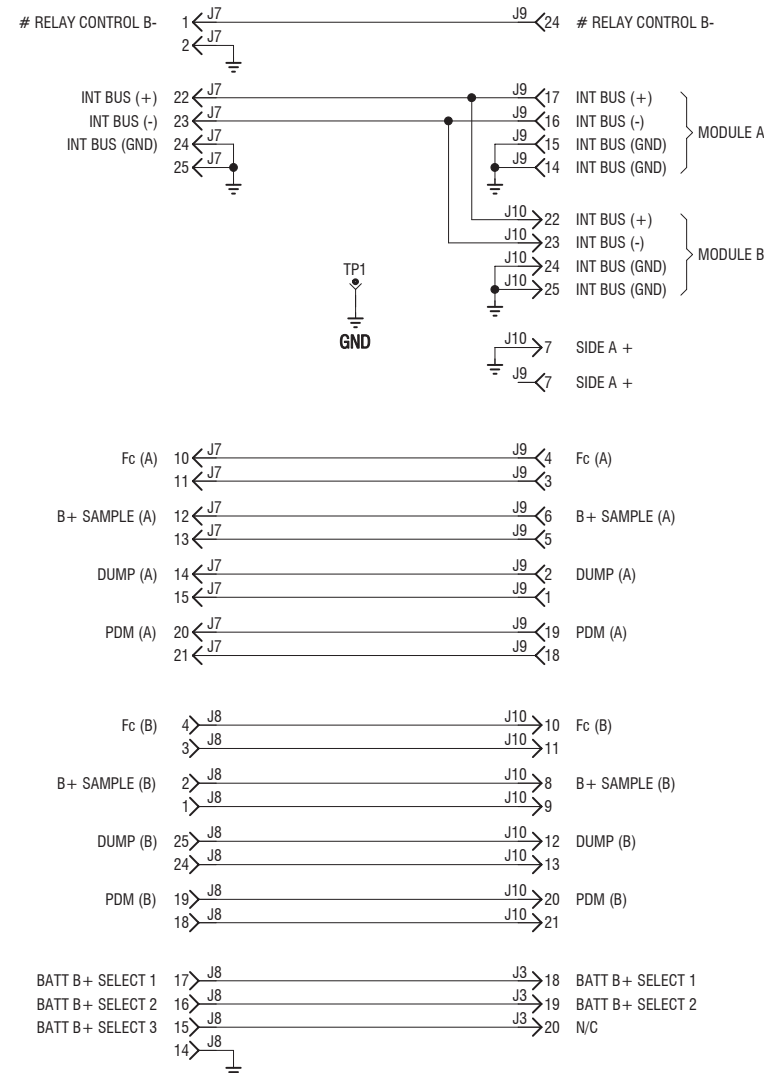 # RELAY CONTROL B- 1 J7 J9 24 # RELAY CONTROL B-
2 J7
INT BUS (+) 22 J7 J9 17 INT BUS (+)
INT BUS (-) 23 J7 J9 16 INT BUS (-)
INT BUS (GND) 24 J7 J9 15 INT BUS (GND)
25 J7 J9 14 INT BUS (GND)
MODULE A
J10 22 INT BUS (+)
J10 23 INT BUS (-)
J10 24 INT BUS (GND)
J10 25 INT BUS (GND)
MODULE B
TP1
GND
J10 7 SIDE A +
J9 7 SIDE A +
Fc (A) 10 J7 J9 4 Fc (A)
11 J7 J9 3
B+ SAMPLE (A) 12 J7 J9 6 B+ SAMPLE (A)
13 J7 J9 5
DUMP (A) 14 J7 J9 2 DUMP (A)
15 J7 J9 1
PDM (A) 20 J7 J9 19 PDM (A)
21 J7 J9 18
Fc (B) 4 J8 J10 10 Fc (B)
3 J8 J10 11
B+ SAMPLE (B) 2 J8 J10 8 B+ SAMPLE (B)
1 J8 J10 9
DUMP (B) 25 J8 J10 12 DUMP (B)
24 J8 J10 13
PDM (B) 19 J8 J10 20 PDM (B)
18 J8 J10 21
BATT B+ SELECT 1 17 J8 J3 18 BATT B+ SELECT 1
BATT B+ SELECT 2 16 J8 J3 19 BATT B+ SELECT 2
BATT B+ SELECT 3 15 J8 J3 20 N/C
14 J8